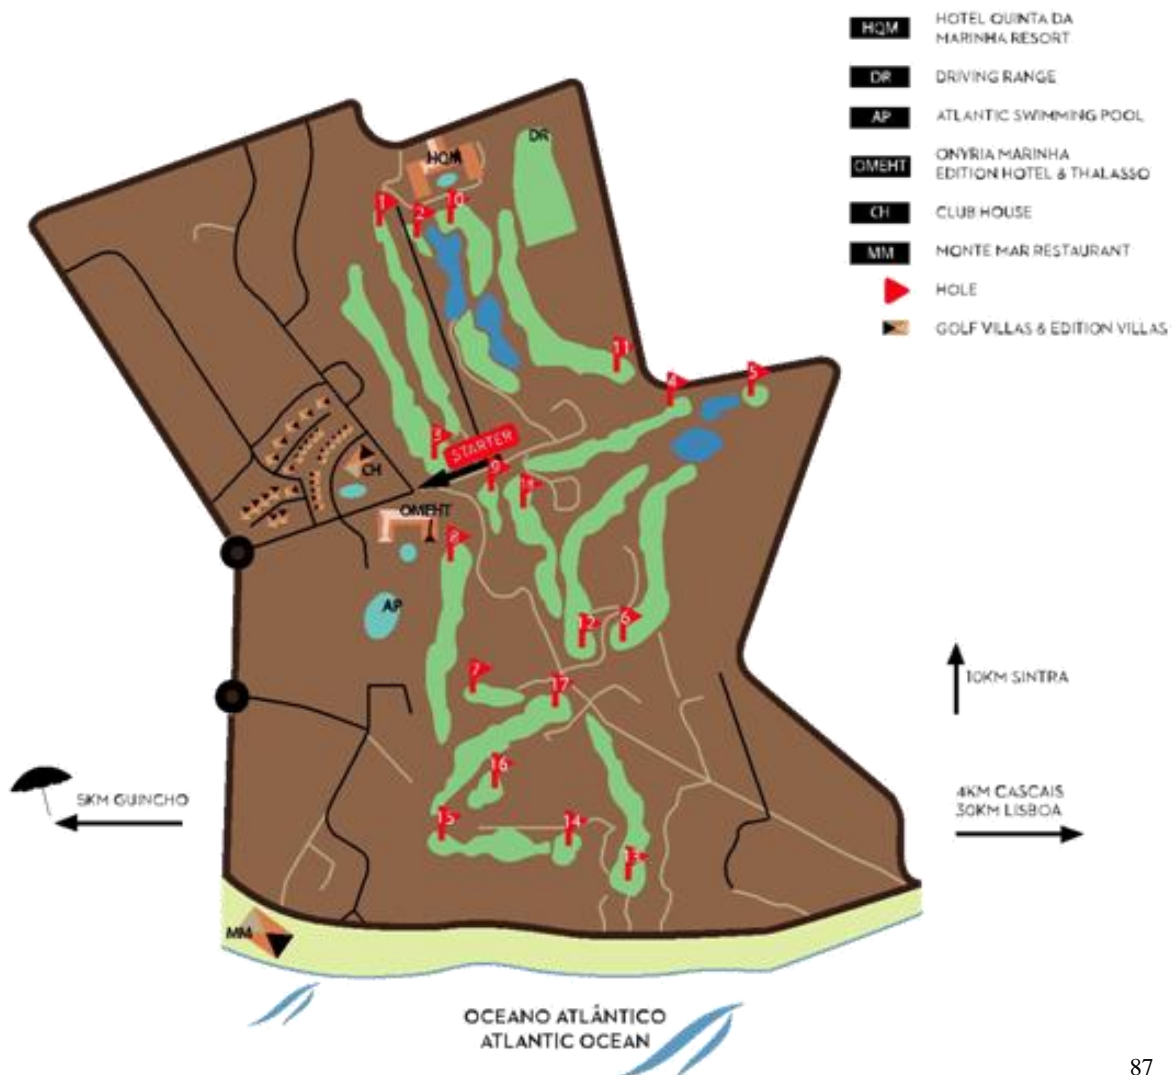 HQM
HOTEL QUINTA DA
MARINHA RESORT
DR
DRIVING RANGE
AP
ATLANTIC SWIMMING POOL
OMEHT
ONYRIA MARINHA
EDITION HOTEL & THALASSO
CH
CLUB HOUSE
MM
MONTE MAR RESTAURANT
HOLE
GOLF VILLAS & EDITION VILLAS
DR
HQM
1
2
10
11
4
5
3
STARTER
9
CH
OMEHT
8
AP
12
6
7
17
16
15
14
13
10KM SINTRA
5KM GUINCHO
4KM CASCAIS
30KM LISBOA
MM
OCEANO ATLÂNTICO
ATLANTIC OCEAN
87